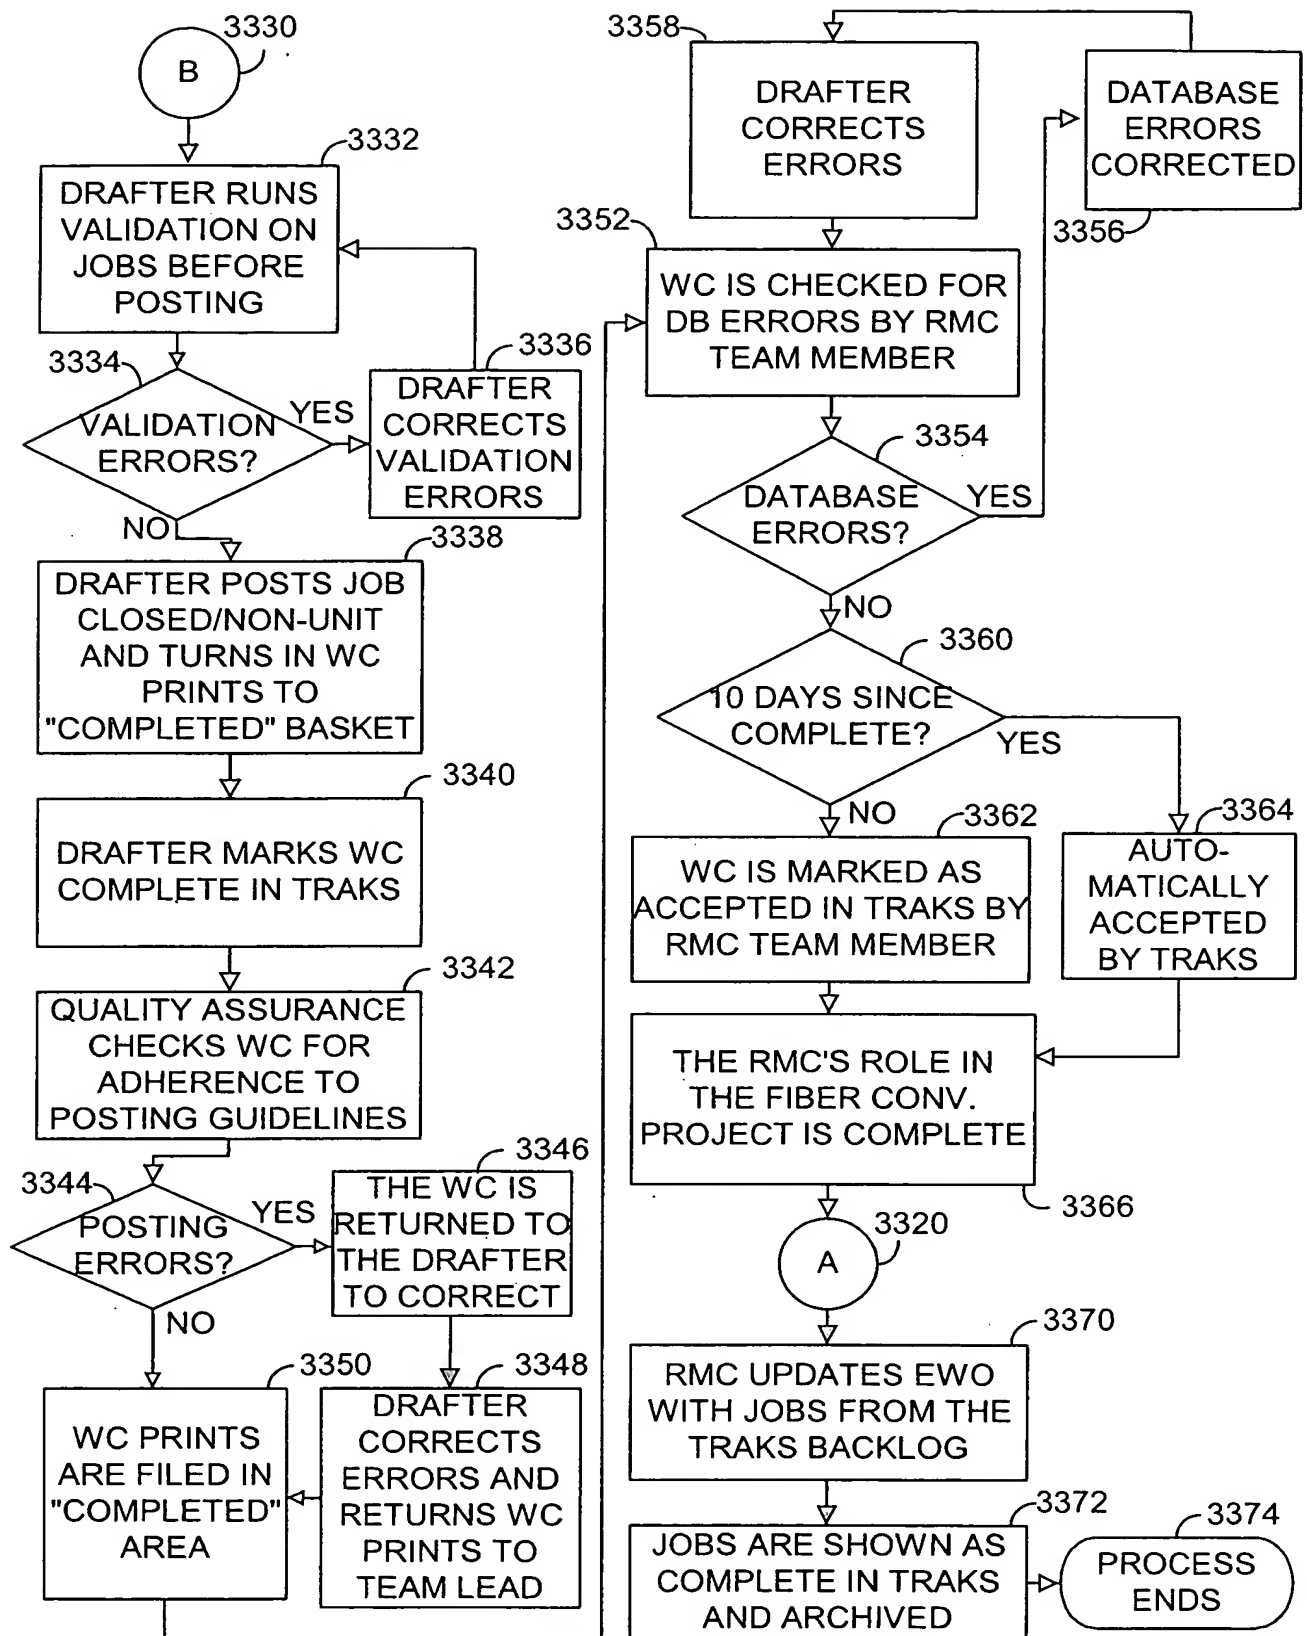 3330
B
3332
DRAFTER RUNS
VALIDATION ON
JOBS BEFORE
POSTING
3334
VALIDATION
ERRORS?
YES
3336
DRAFTER
CORRECTS
VALIDATION
ERRORS
NO
3338
DRAFTER POSTS JOB
CLOSED/NON-UNIT
AND TURNS IN WC
PRINTS TO
"COMPLETED" BASKET
3340
DRAFTER MARKS WC
COMPLETE IN TRAKS
3342
QUALITY ASSURANCE
CHECKS WC FOR
ADHERENCE TO
POSTING GUIDELINES
3344
POSTING
ERRORS?
YES
3346
THE WC IS
RETURNED TO
THE DRAFTER
TO CORRECT
NO
3350
WC PRINTS
ARE FILED IN
"COMPLETED"
AREA
3348
DRAFTER
CORRECTS
ERRORS AND
RETURNS WC
PRINTS TO
TEAM LEAD
3358
DRAFTER
CORRECTS
ERRORS
DATABASE
ERRORS
CORRECTED
3356
3352
WC IS CHECKED FOR
DB ERRORS BY RMC
TEAM MEMBER
3354
DATABASE
ERRORS?
YES
NO
3360
10 DAYS SINCE
COMPLETE?
YES
NO
3362
WC IS MARKED AS
ACCEPTED IN TRAKS BY
RMC TEAM MEMBER
3364
AUTO-
MATICALLY
ACCEPTED
BY TRAKS
THE RMC'S ROLE IN
THE FIBER CONV.
PROJECT IS COMPLETE
3366
3320
A
3370
RMC UPDATES EWO
WITH JOBS FROM THE
TRAKS BACKLOG
3372
JOBS ARE SHOWN AS
COMPLETE IN TRAKS
AND ARCHIVED
3374
PROCESS
ENDS